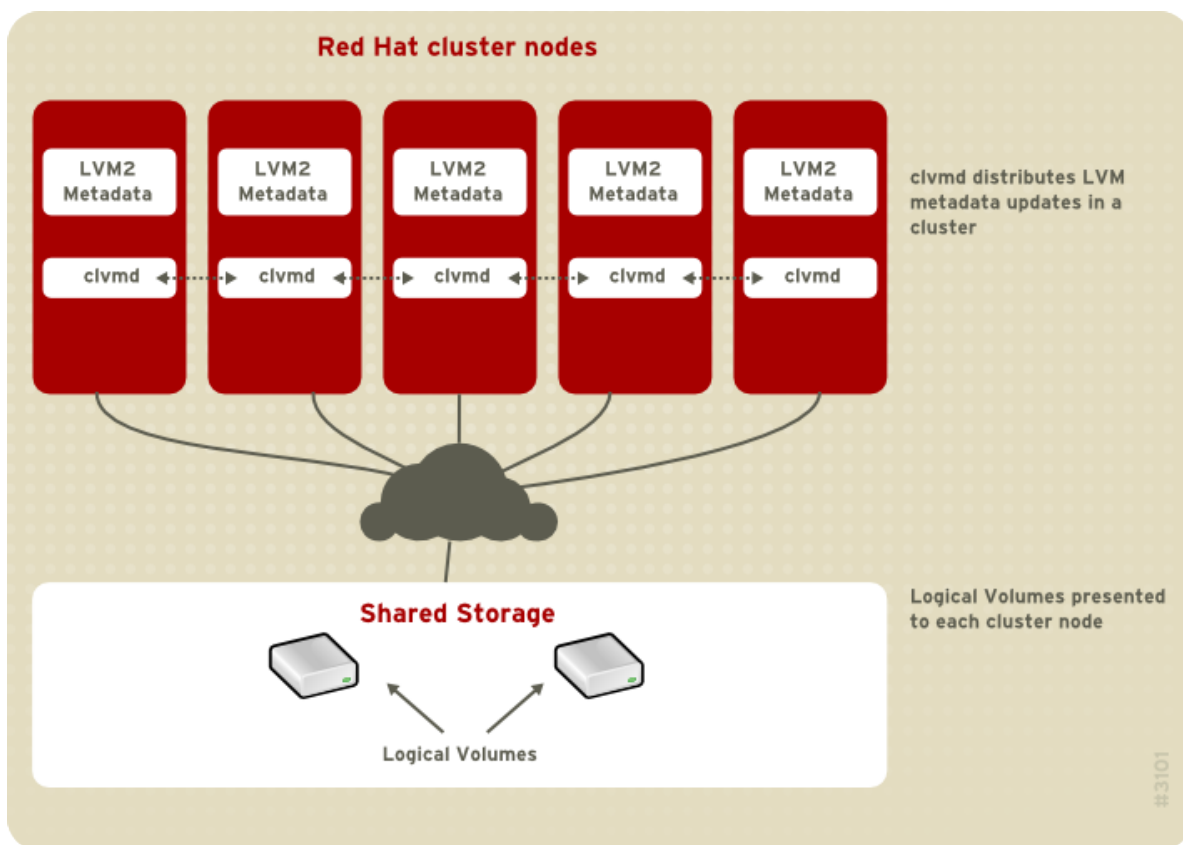 Red Hat cluster nodes
LVM2
Metadata
LVM2
Metadata
LVM2
Metadata
LVM2
Metadata
LVM2
Metadata
clvmd distributes LVM
metadata updates in a
cluster
clvmd
clvmd
clvmd
clvmd
clvmd
Shared Storage
Logical Volumes presented
to each cluster node
Logical Volumes
#3101